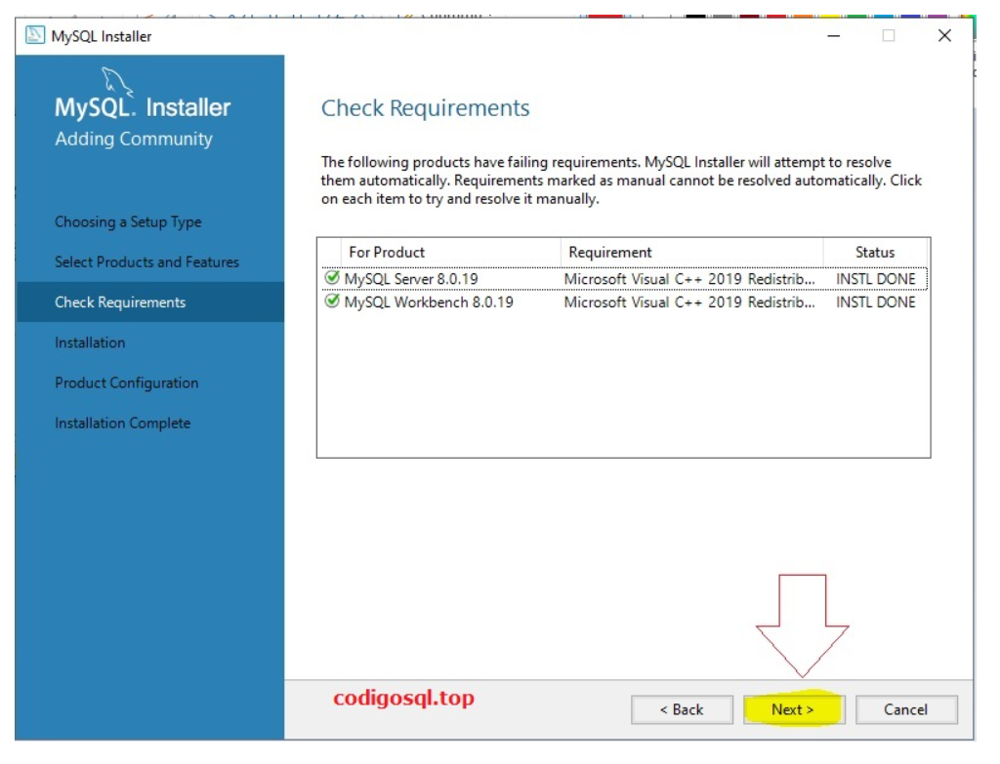 MySQL Installer
MySQL. Installer
Adding Community
Choosing a Setup Type
Select Products and Features
Check Requirements
Installation
Product Configuration
Installation Complete
Check Requirements
The following products have failing requirements. MySQL Installer will attempt to resolve
them automatically. Requirements marked as manual cannot be resolved automatically. Click
on each item to try and resolve it manually.
For Product Requirement Status
MySQL Server 8.0.19 Microsoft Visual C++ 2019 Redistrib... INSTL DONE
MySQL Workbench 8.0.19 Microsoft Visual C++ 2019 Redistrib... INSTL DONE
codigosql.top
< Back Next > Cancel